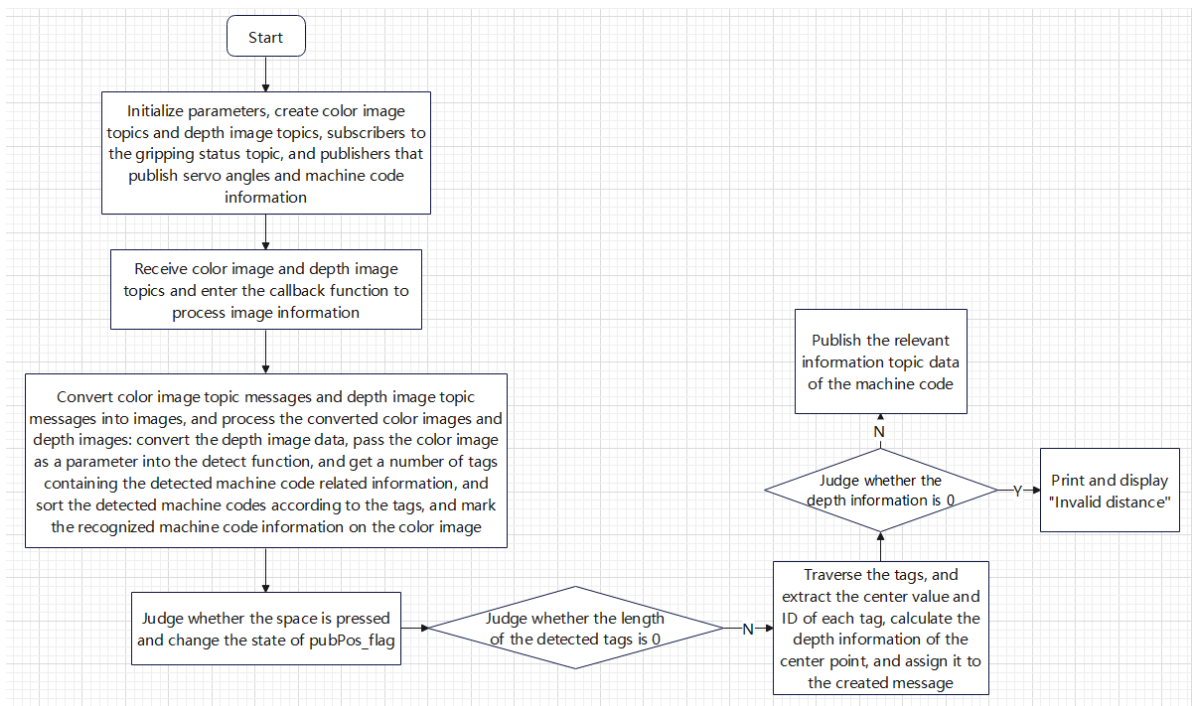 Start
Initialize parameters, create color image
topics and depth image topics, subscribers to
the gripping status topic, and publishers that
publish servo angles and machine code
information
Receive color image and depth image
topics and enter the callback function to
process image information
Convert color image topic messages and depth image topic
messages into images, and process the converted color images and
depth images: convert the depth image data, pass the color image
as a parameter into the detect function, and get a number of tags
containing the detected machine code related information, and
sort the detected machine codes according to the tags, and mark
the recognized machine code information on the color image
Judge whether the space is pressed
and change the state of pubPos_flag
Judge whether the length
of the detected tags is 0
N
Traverse the tags, and
extract the center value and
ID of each tag, calculate the
depth information of the
center point, and assign it to
the created message
Judge whether the
depth information is 0
N
Publish the relevant
information topic data
of the machine code
Y
Print and display
"Invalid distance"